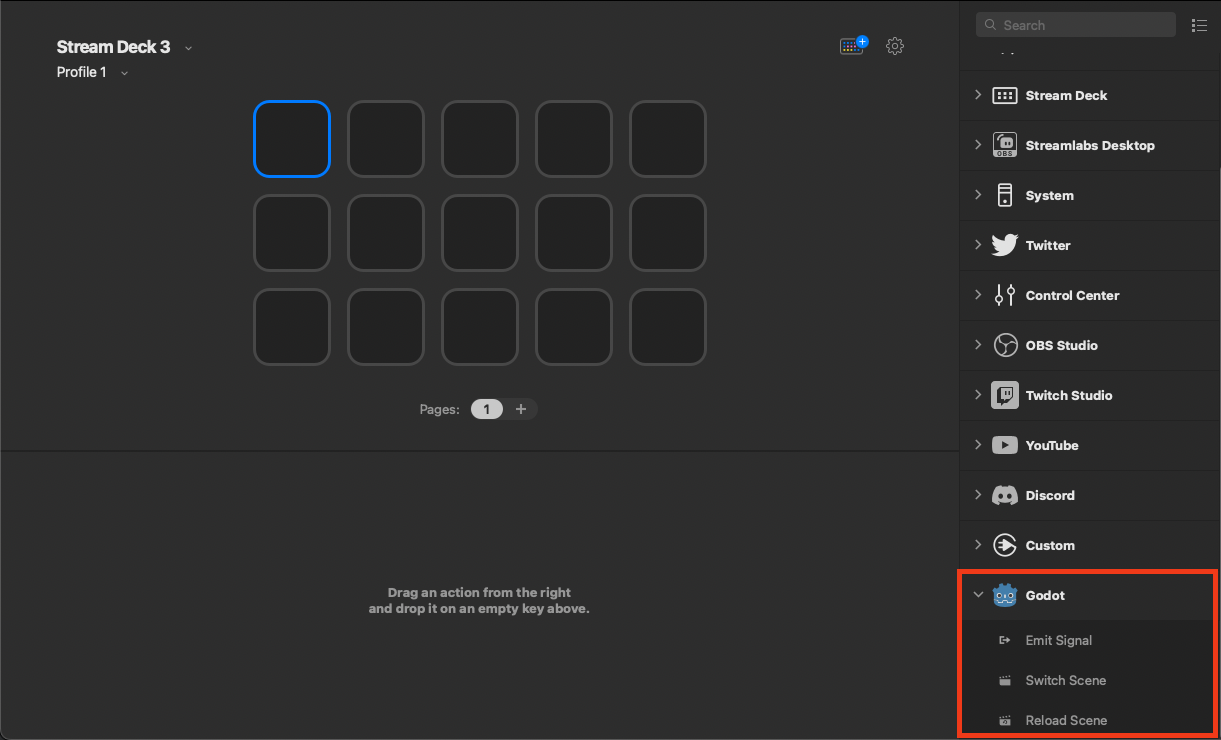 Stream Deck 3
Profile 1
Pages:
1
+
Drag an action from the right
and drop it on an empty key above.
Search
Stream Deck
OBS
Streamlabs Desktop
System
Twitter
Control Center
OBS Studio
Twitch Studio
YouTube
Discord
Custom
Godot
Emit Signal
Switch Scene
Reload Scene